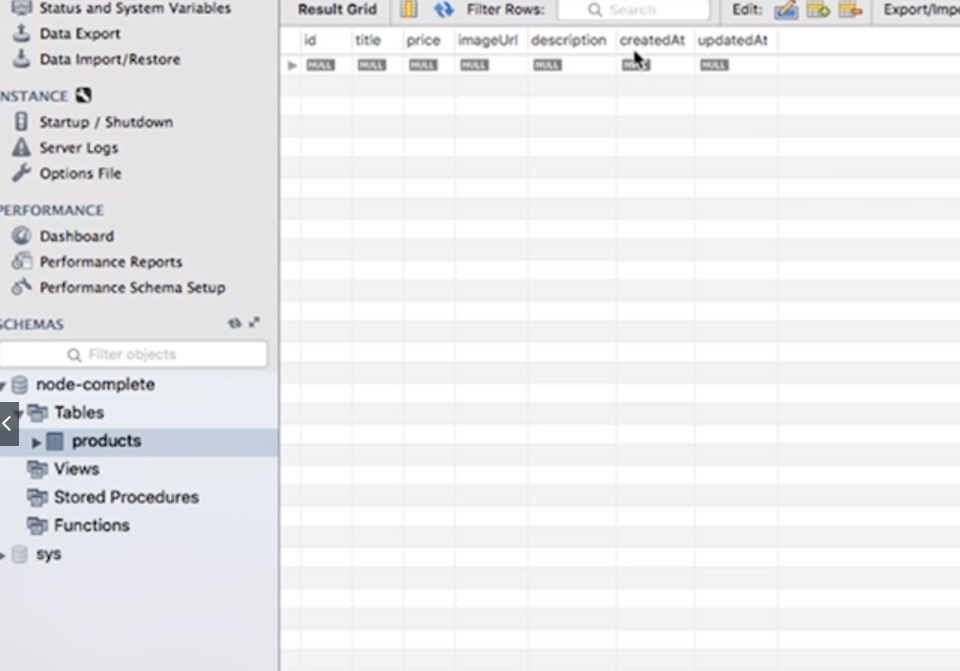 Status and System Variables
Data Export
Data Import/Restore
NSTANCE
Startup / Shutdown
Server Logs
Options File
PERFORMANCE
Dashboard
Performance Reports
Performance Schema Setup
SCHEMAS
Filter objects
node-complete
Tables
products
Views
Stored Procedures
Functions
sys
Result Grid Filter Rows: Search Edit: Export/Impo
id title price imageUrl description createdAt updatedAt
NULL NULL NULL NULL NULL NULL NULL